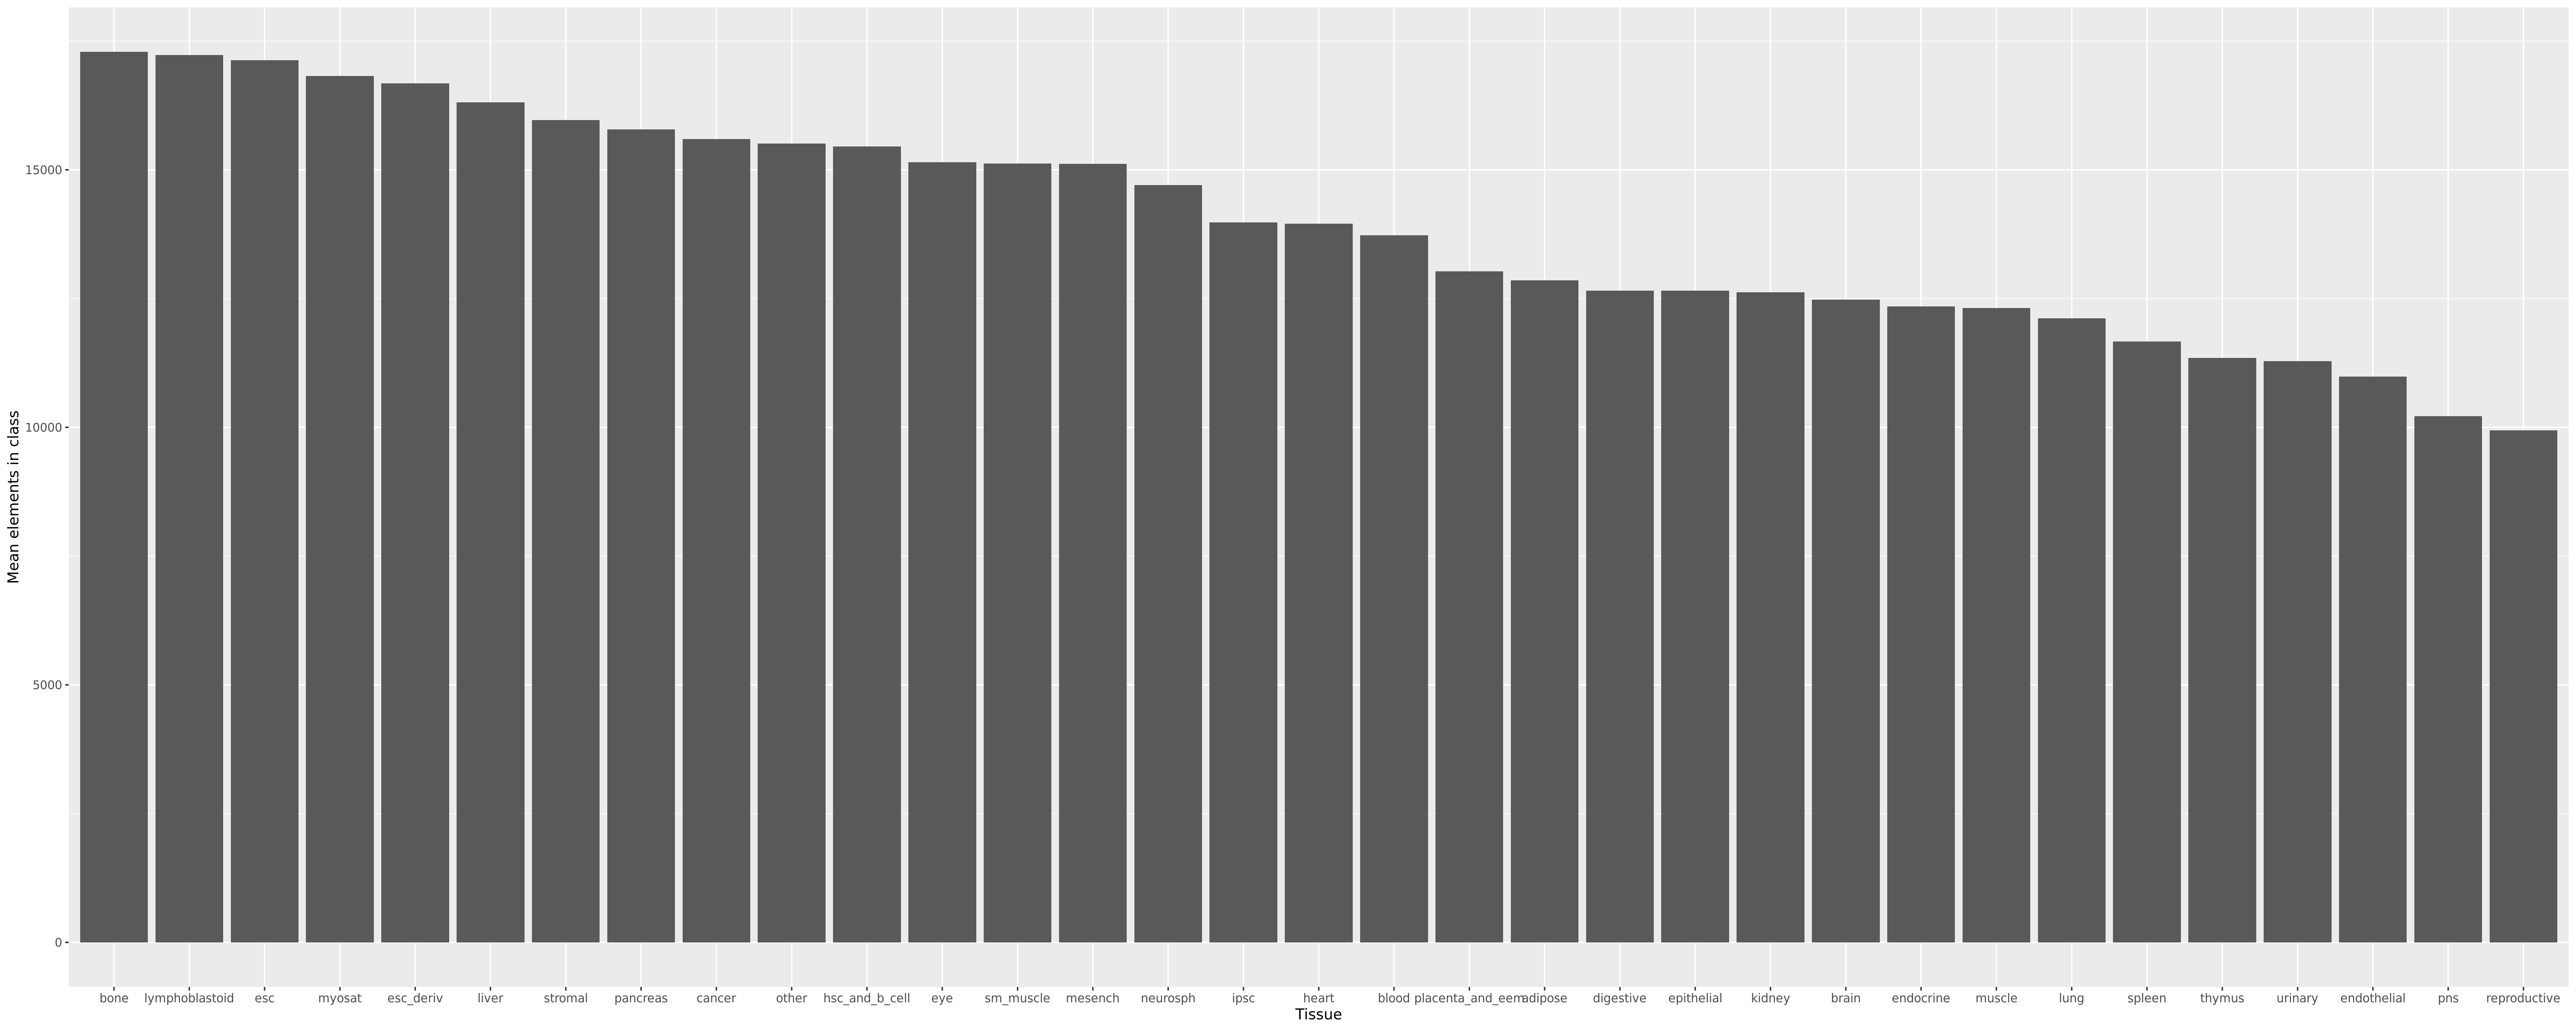 Mean elements in class
15000
10000
5000
0
bone lymphoblastoid esc myosat esc_deriv liver stromal pancreas cancer other hsc_and_b_cell eye sm_muscle mesench neurosph ipsc heart blood placenta_and_eem adipose digestive epithelial kidney brain endocrine muscle lung spleen thymus urinary endothelial pns reproductive
Tissue